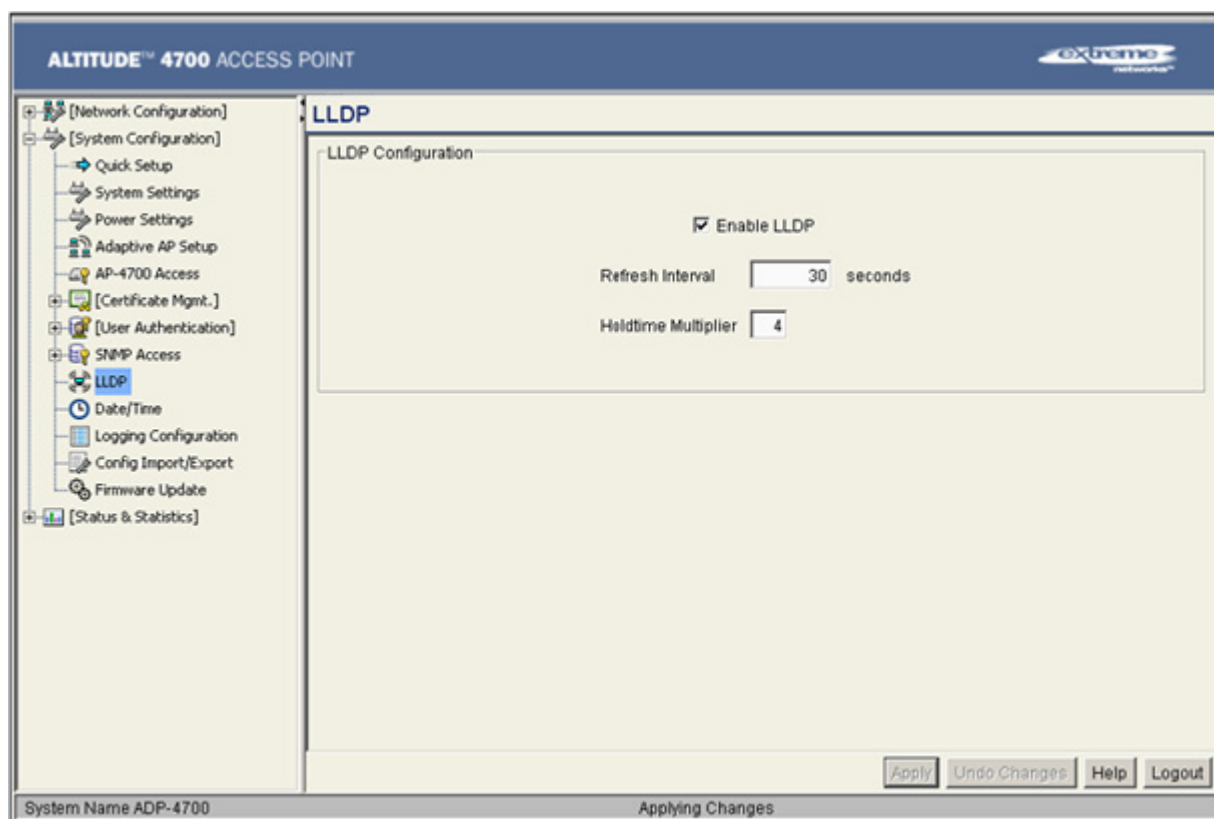 ALTITUDE™ 4700 ACCESS POINT
extreme
networks™
[Network Configuration]
[System Configuration]
Quick Setup
System Settings
Power Settings
Adaptive AP Setup
AP-4700 Access
[Certificate Mgmt.]
[User Authentication]
SNMP Access
LLDP
Date/Time
Logging Configuration
Config Import/Export
Firmware Update
[Status & Statistics]
LLDP
LLDP Configuration
Enable LLDP
Refresh Interval 30 seconds
Holdtime Multiplier 4
Apply Undo Changes Help Logout
System Name ADP-4700 Applying Changes